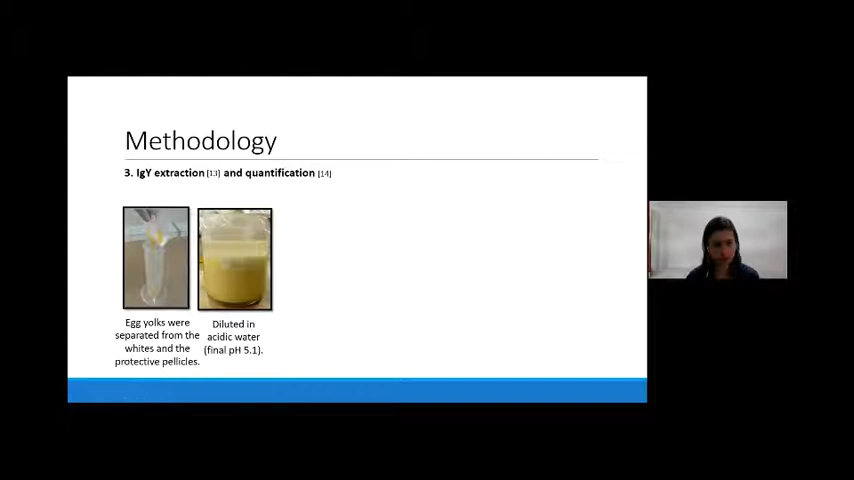 Methodology
3. IgY extraction [13] and quantification [14]
Egg yolks were
separated from the
whites and the
protective pellicles.
Diluted in
acidic water
(final pH 5.1).